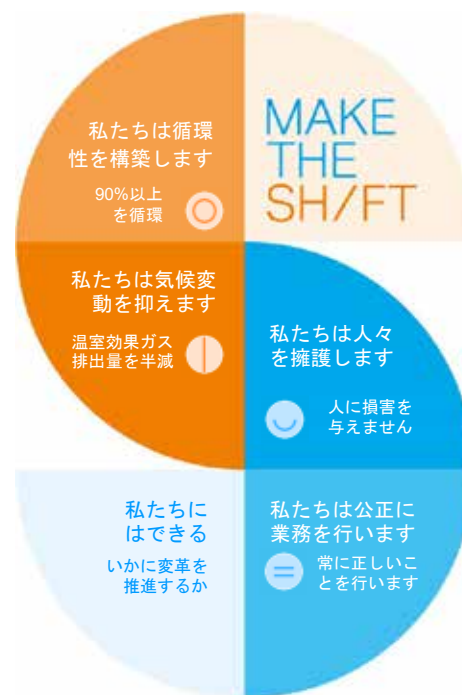 私たちは循環
性を構築します
90%以上
を循環
MAKE
THE
SH/FT
私たちは気候変
動を抑えます
温室効果ガス
排出量を半減
私たちは人々
を擁護します
人に損害を
与えません
私たちに
はできる
いかに変革を
推進するか
私たちは公正に
業務を行います
常に正しいこ
とを行います